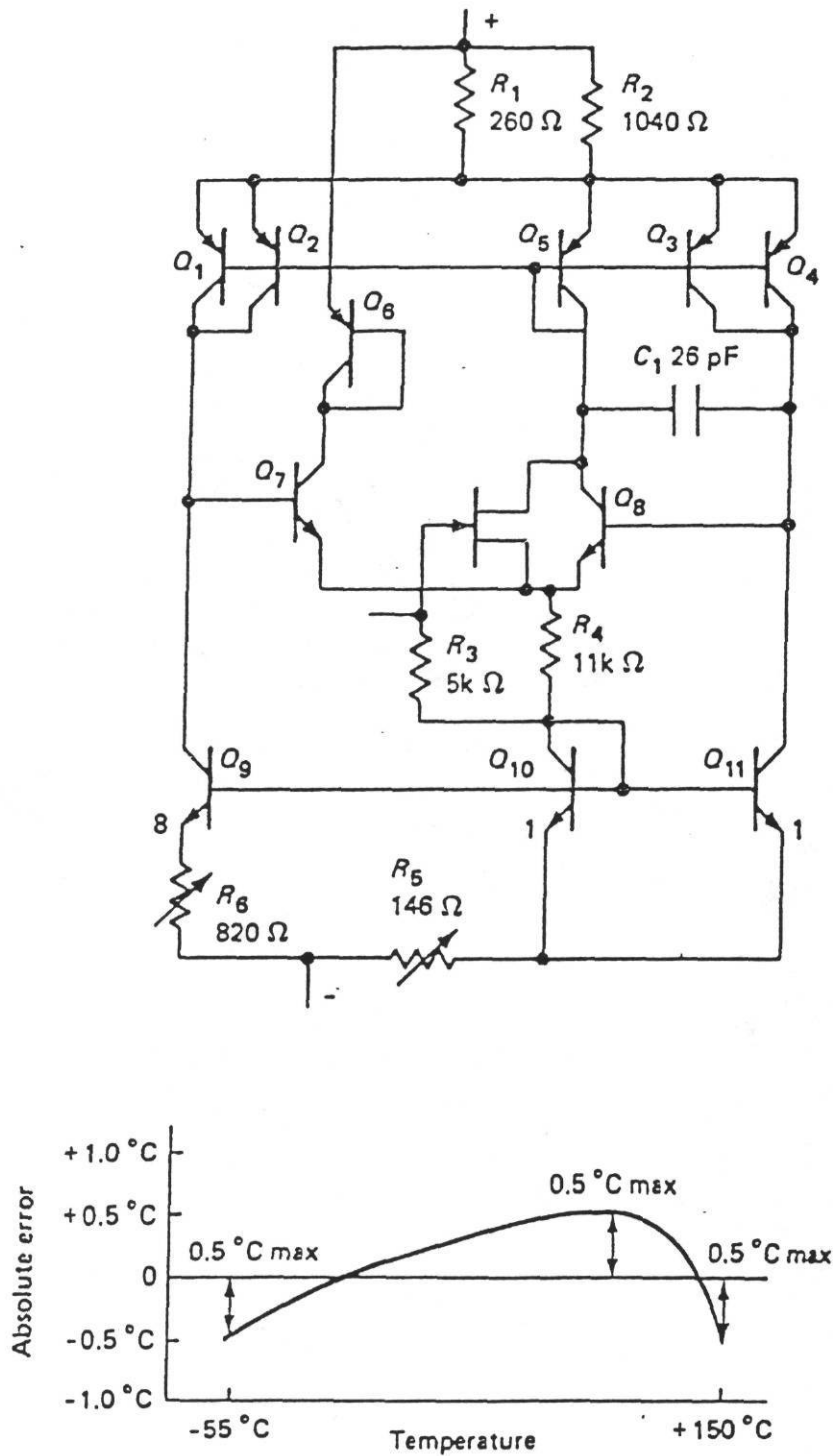 +
R1
260 Ω
R2
1040 Ω
Q1
Q2
Q5
Q3
Q4
Q6
C1 26 pF
Q7
Q8
R3
5k Ω
R4
11k Ω
Q9
Q10
Q11
8
1
1
R6
820 Ω
R5
146 Ω
-
Absolute error
+1.0 °C
+0.5 °C
0
-0.5 °C
-1.0 °C
0.5 °C max
0.5 °C max
0.5 °C max
-55 °C
Temperature
+150 °C